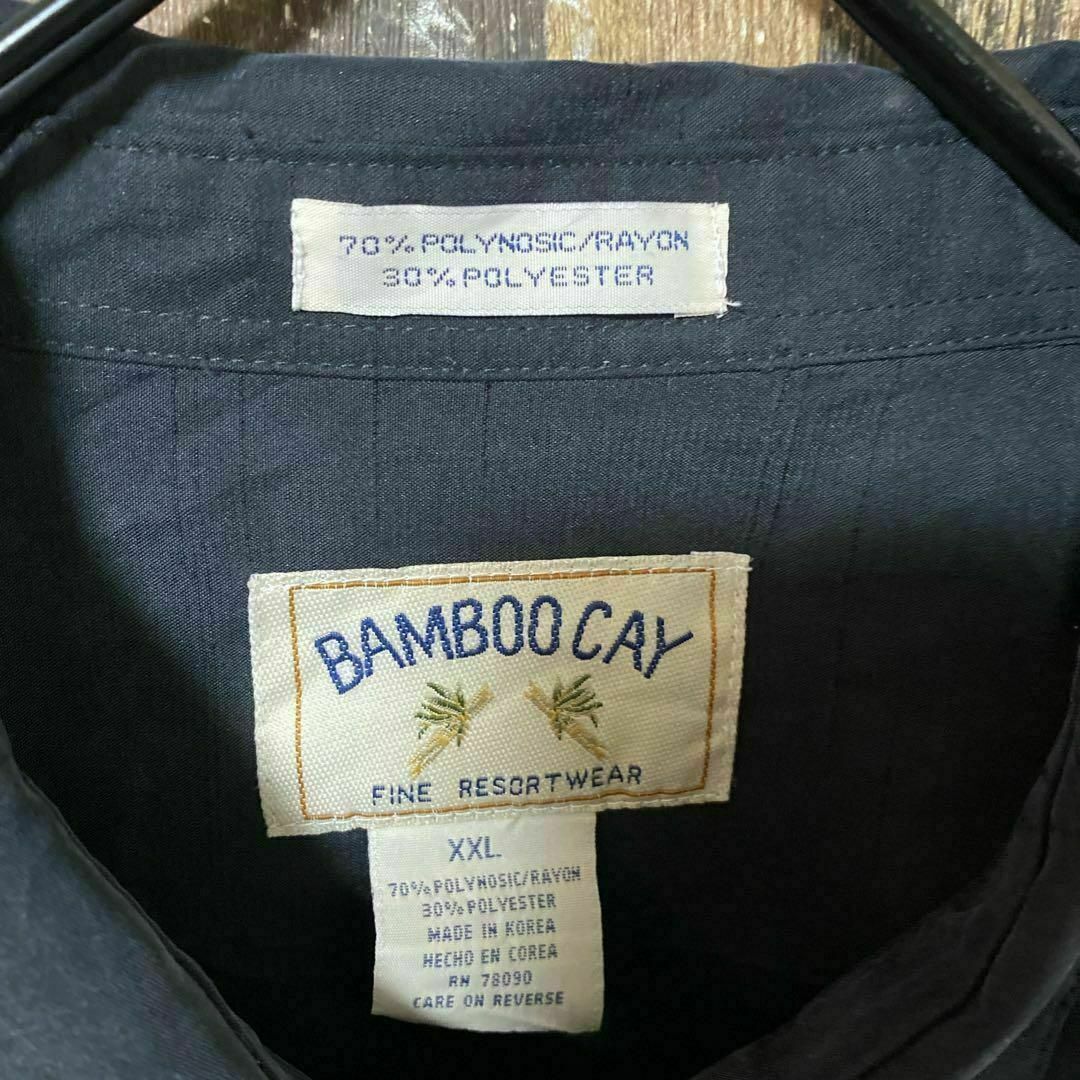 70% POLYNOSIC/RAYON
30% POLYESTER
BAMBOO CAY
FINE RESORTWEAR
XXL
70% POLYNOSIC/RAYON
30% POLYESTER
MADE IN KOREA
HECHO EN COREA
RN 78090
CARE ON REVERSE